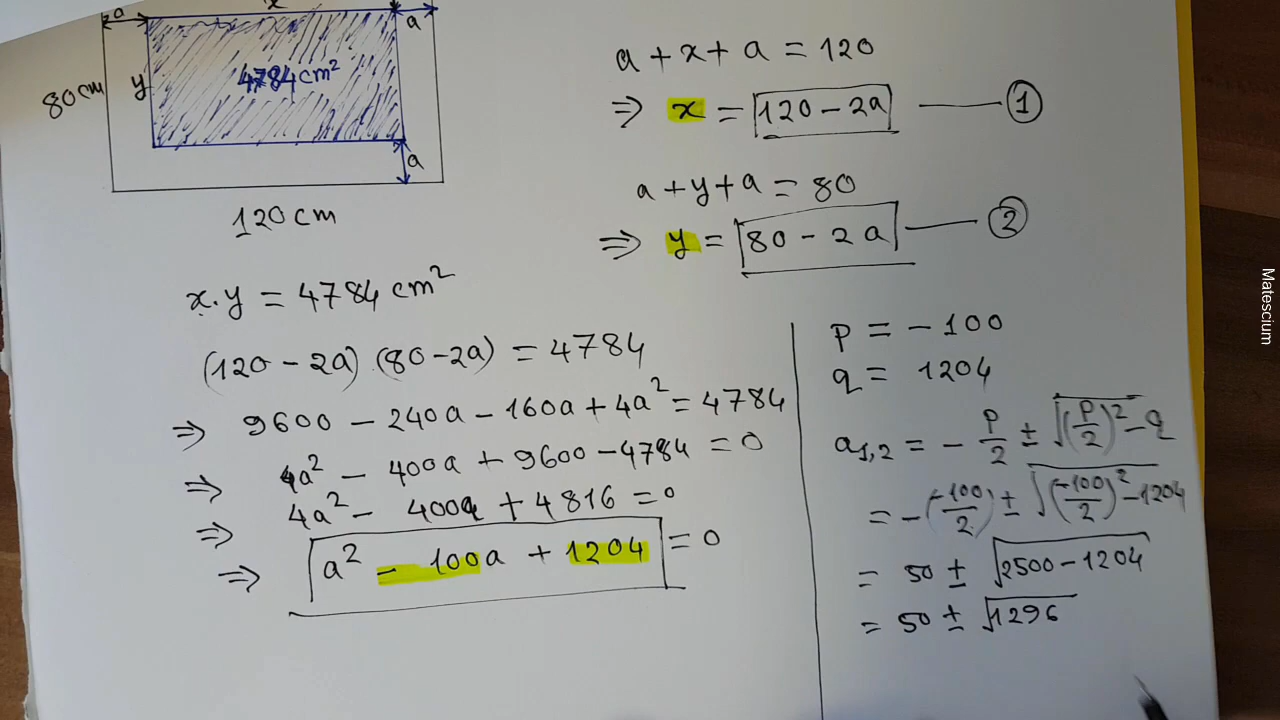 a x a
80cm y 4784 cm²
a
120cm
a + x + a = 120
⇒ x = 120 - 2a ① 
a + y + a = 80
⇒ y = 80 - 2a ②
x·y = 4784 cm²
(120 - 2a) (80 - 2a) = 4784
⇒ 9600 - 240a - 160a + 4a² = 4784
⇒ 4a² - 400a + 9600 - 4784 = 0
⇒ 4a² - 400a + 4816 = 0
⇒ a² - 100a + 1204 = 0
p = - 100
q = 1204
a1,2 = - p/2 ± √(p/2)² - q
= - (-100/2) ± √(-100/2)² - 1204
= 50 ± √2500 - 1204
= 50 ± √1296
Matescium